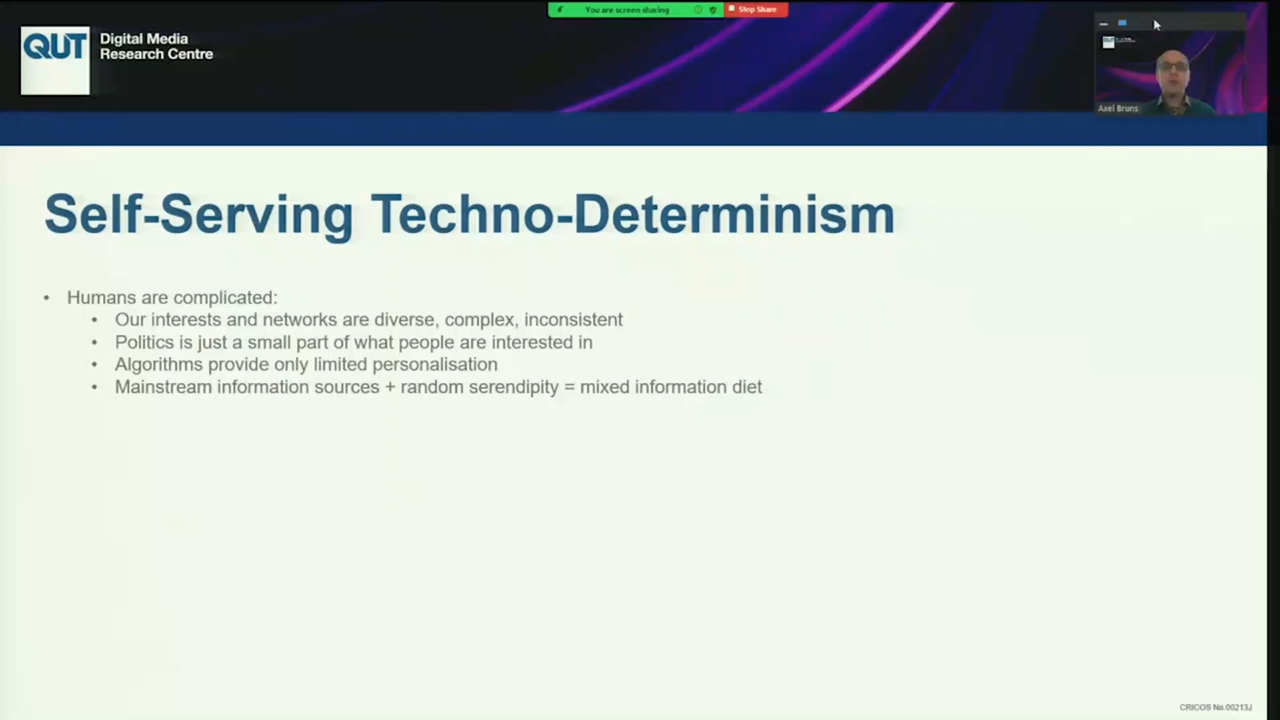 You are screen sharing
Stop Share
QUT
Digital Media
Research Centre
Axel Bruns
Self-Serving Techno-Determinism
• Humans are complicated:
• Our interests and networks are diverse, complex, inconsistent
• Politics is just a small part of what people are interested in
• Algorithms provide only limited personalisation
• Mainstream information sources + random serendipity = mixed information diet
CRICOS No.00213J